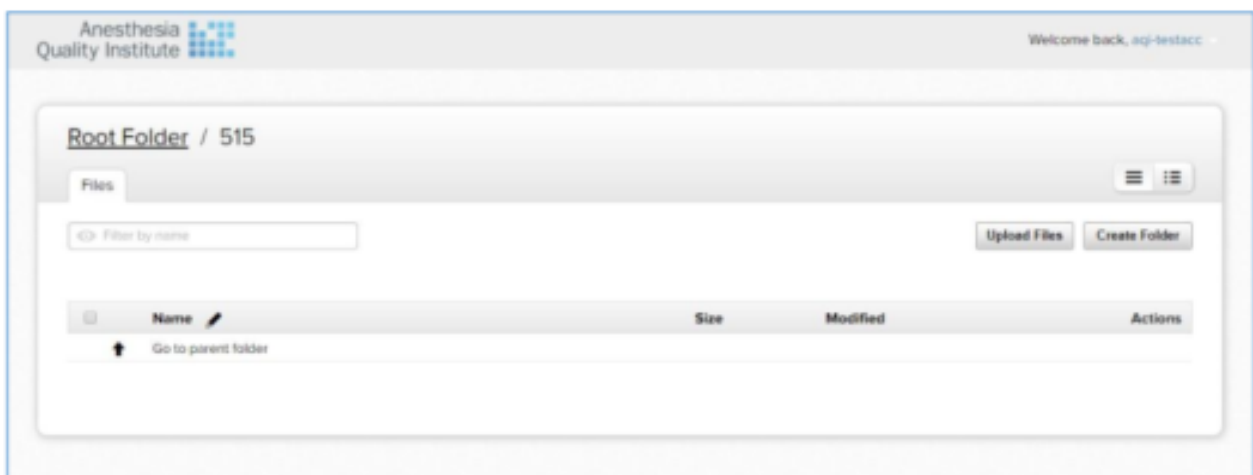 Anesthesia
Quality Institute
Welcome back, aqi-testacc
Root Folder / 515
Files
Filter by name
Upload Files Create Folder
Name Size Modified Actions
Go to parent folder